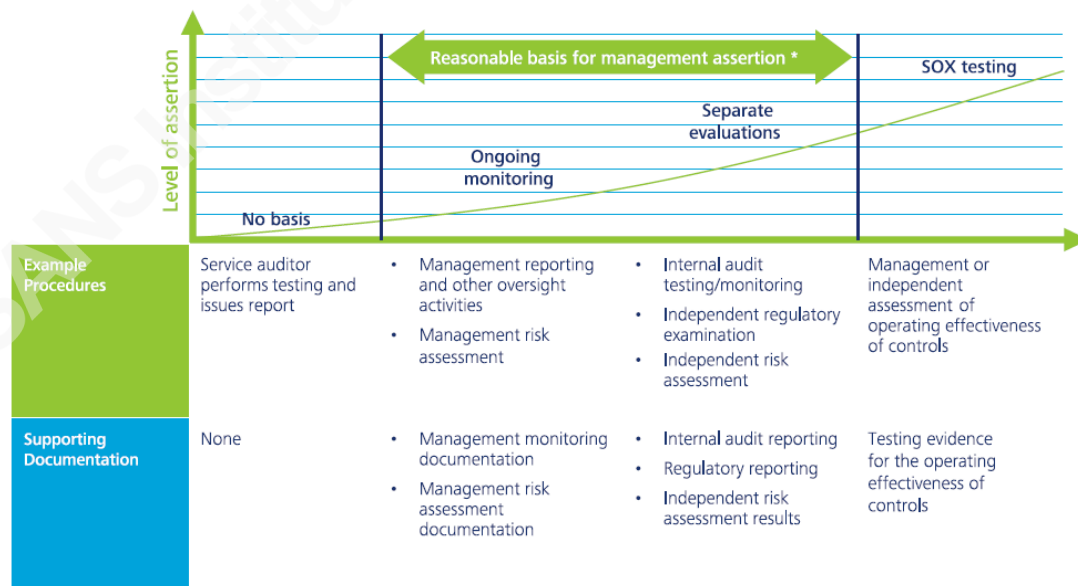 SANS Institu
Level of assertion
Reasonable basis for management assertion *
SOX testing
Separate
evaluations
Ongoing
monitoring
No basis
Example
Procedures
Service auditor
performs testing and
issues report
• Management reporting
and other oversight
activities
• Management risk
assessment
• Internal audit
testing/monitoring
• Independent regulatory
examination
• Independent risk
assessment
Management or
independent
assessment of
operating effectiveness
of controls
Supporting
Documentation
None
• Management monitoring
documentation
• Management risk
assessment
documentation
• Internal audit reporting
• Regulatory reporting
• Independent risk
assessment results
Testing evidence
for the operating
effectiveness of
controls